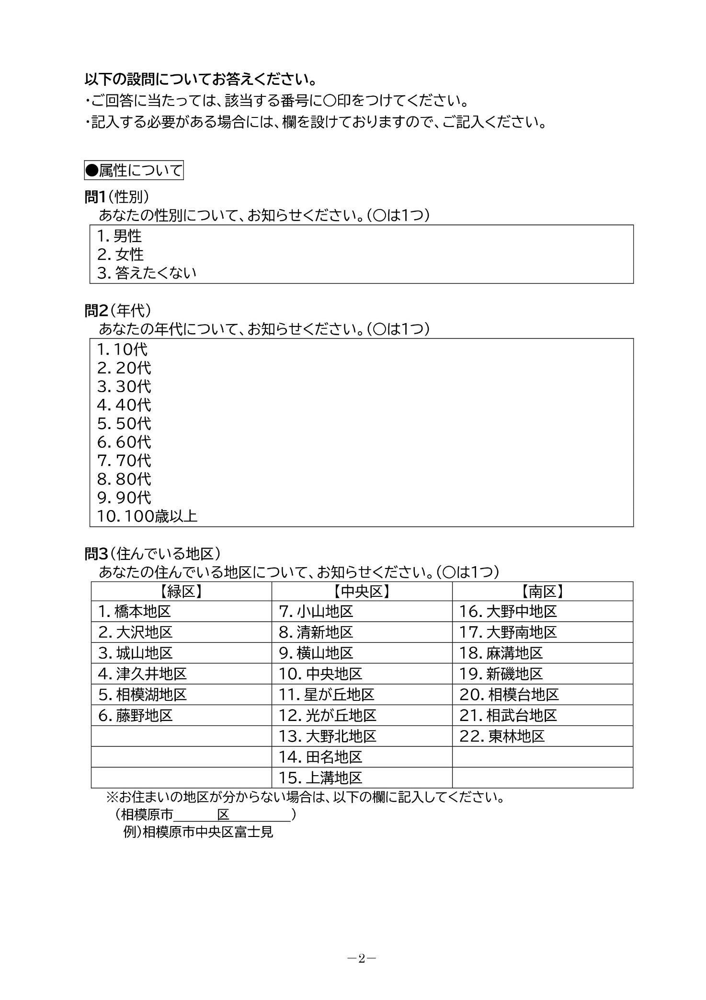 以下の設問についてお答えください。
・ご回答に当たっては、該当する番号に○印をつけてください。
・記入する必要がある場合には、欄を設けておりますので、ご記入ください。
●属性について
問1（性別）
あなたの性別について、お知らせください。（○は1つ）
1．男性
2．女性
3．答えたくない
問2（年代）
あなたの年代について、お知らせください。（○は1つ）
1．10代
2．20代
3．30代
4．40代
5．50代
6．60代
7．70代
8．80代
9．90代
10．100歳以上
問3（住んでいる地区）
あなたの住んでいる地区について、お知らせください。（○は1つ）
【緑区】 【中央区】 【南区】
1．橋本地区 7．小山地区 16．大野中地区
2．大沢地区 8．清新地区 17．大野南地区
3．城山地区 9．横山地区 18．麻溝地区
4．津久井地区 10．中央地区 19．新磯地区
5．相模湖地区 11．星が丘地区 20．相模台地区
6．藤野地区 12．光が丘地区 21．相武台地区
13．大野北地区 22．東林地区
14．田名地区
15．上溝地区
※お住まいの地区が分からない場合は、以下の欄に記入してください。
（相模原市＿＿＿区＿＿＿＿）
例）相模原市中央区富士見
－2－